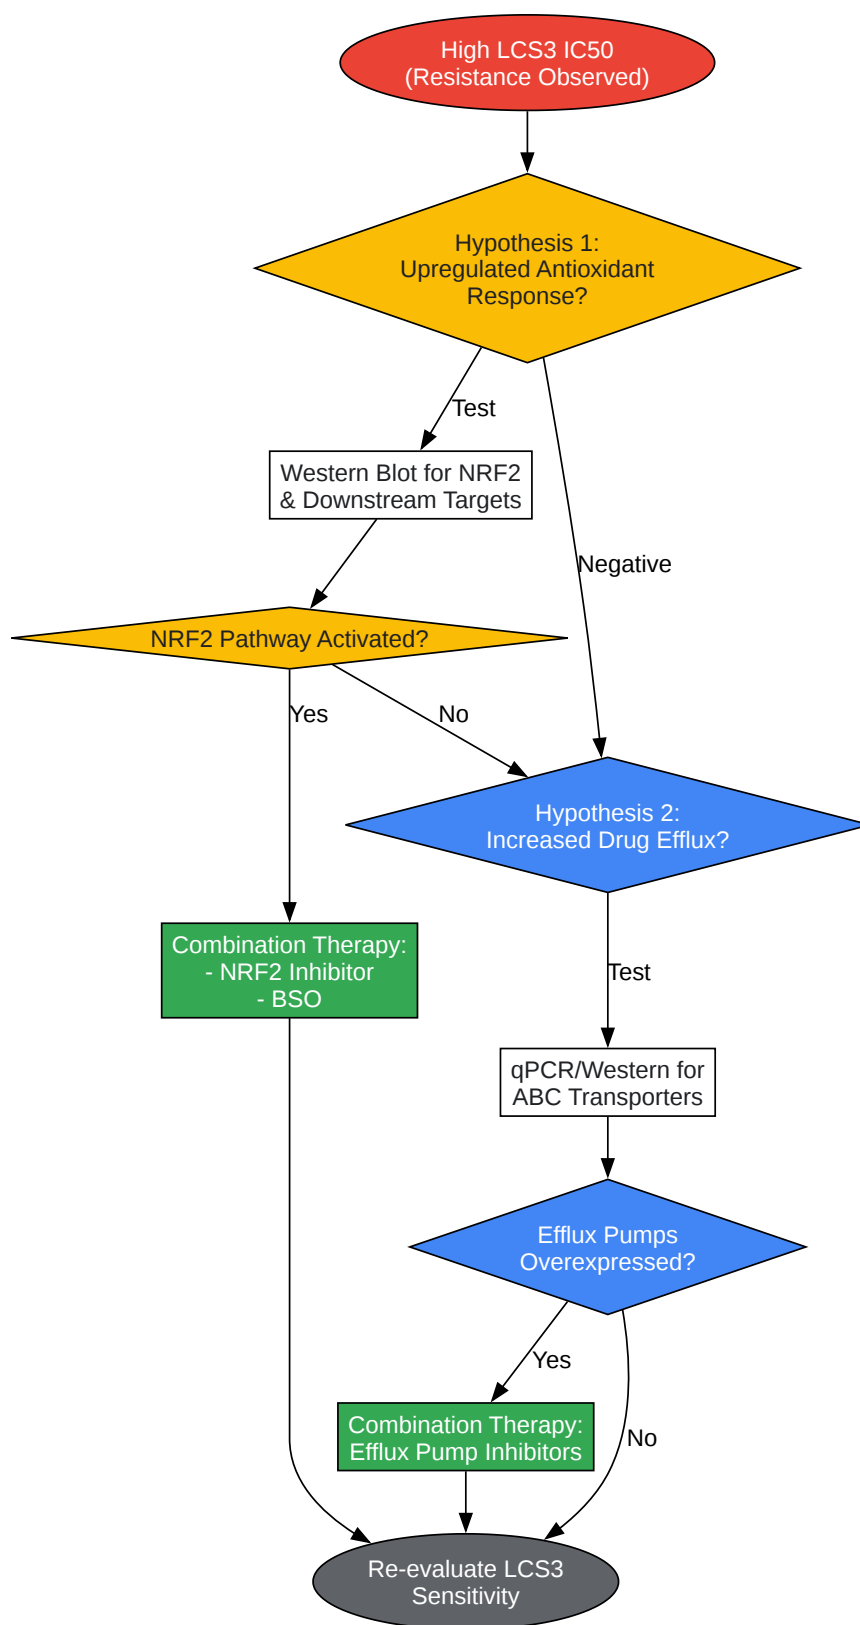 High LCS3 IC50
(Resistance Observed)
Hypothesis 1:
Upregulated Antioxidant
Response?
Test
Western Blot for NRF2
& Downstream Targets
Negative
NRF2 Pathway Activated?
Yes
No
Hypothesis 2:
Increased Drug Efflux?
Combination Therapy:
- NRF2 Inhibitor
- BSO
Test
qPCR/Western for
ABC Transporters
Efflux Pumps
Overexpressed?
Yes
Combination Therapy:
Efflux Pump Inhibitors
No
Re-evaluate LCS3
Sensitivity